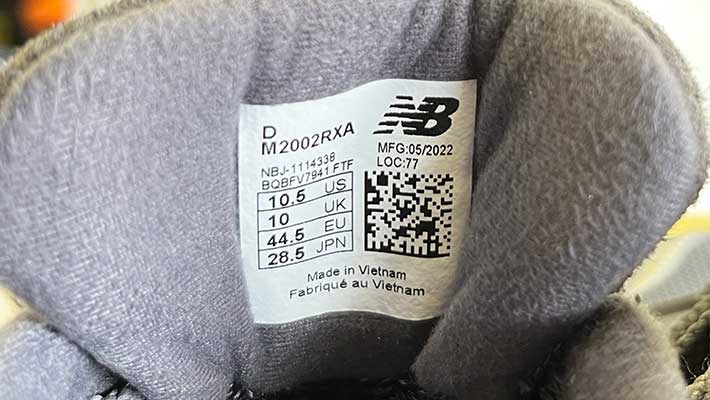 D
M2002RXA
NB
MFG:05/2022
LOC:77
NBJ-1114338
BQBFV7941 FTF
10.5 US
10 UK
44.5 EU
28.5 JPN
Made in Vietnam
Fabriqué au Vietnam